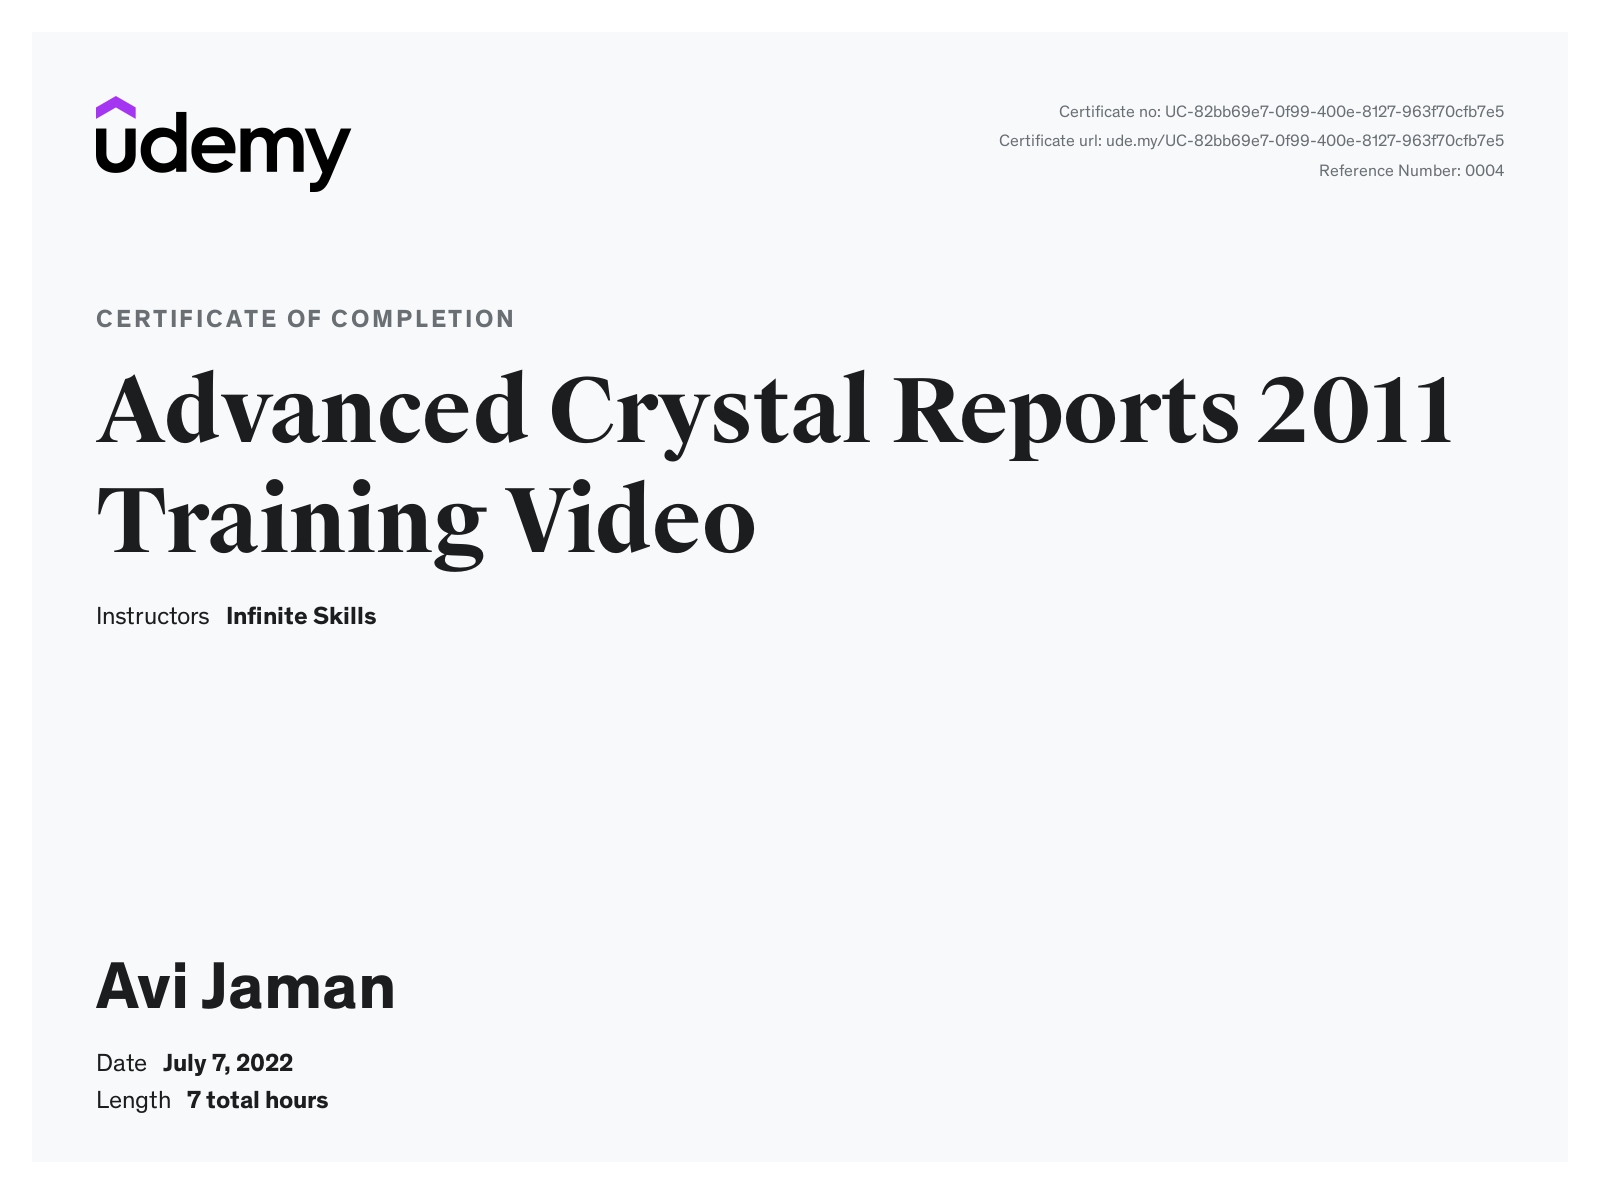 udemy
Certificate no: UC-82bb69e7-0f99-400e-8127-963f70cfb7e5
Certificate url: ude.my/UC-82bb69e7-0f99-400e-8127-963f70cfb7e5
Reference Number: 0004
CERTIFICATE OF COMPLETION
Advanced Crystal Reports 2011
Training Video
Instructors Infinite Skills
Avi Jaman
Date July 7, 2022
Length 7 total hours